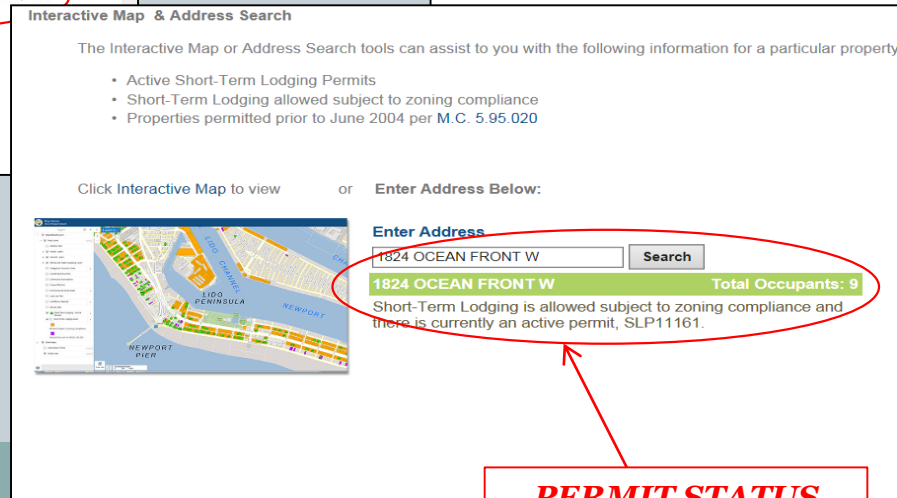 Interactive Map & Address Search
The Interactive Map or Address Search tools can assist to you with the following information for a particular property
• Active Short-Term Lodging Permits
• Short-Term Lodging allowed subject to zoning compliance
• Properties permitted prior to June 2004 per M.C. 5.95.020
Click Interactive Map to view or Enter Address Below:
Enter Address
1824 OCEAN FRONT W Search
1824 OCEAN FRONT W Total Occupants: 9
Short-Term Lodging is allowed subject to zoning compliance and
there is currently an active permit, SLP11161.
LIDO CHANNEL
LIDO
PENINSULA
NEWPORT
NEWPORT
PIER
PERMIT STATUS